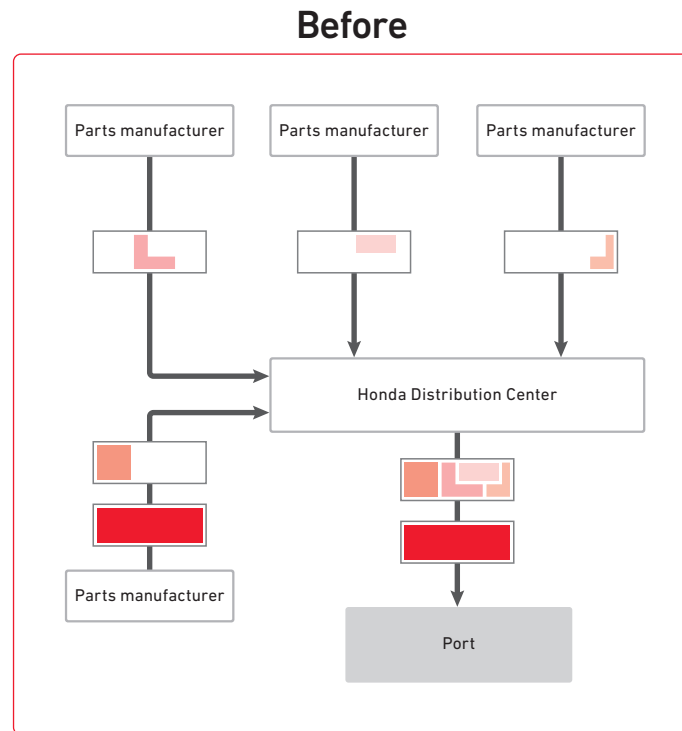 Before
Parts manufacturer
Parts manufacturer
Parts manufacturer
Honda Distribution Center
Parts manufacturer
Port